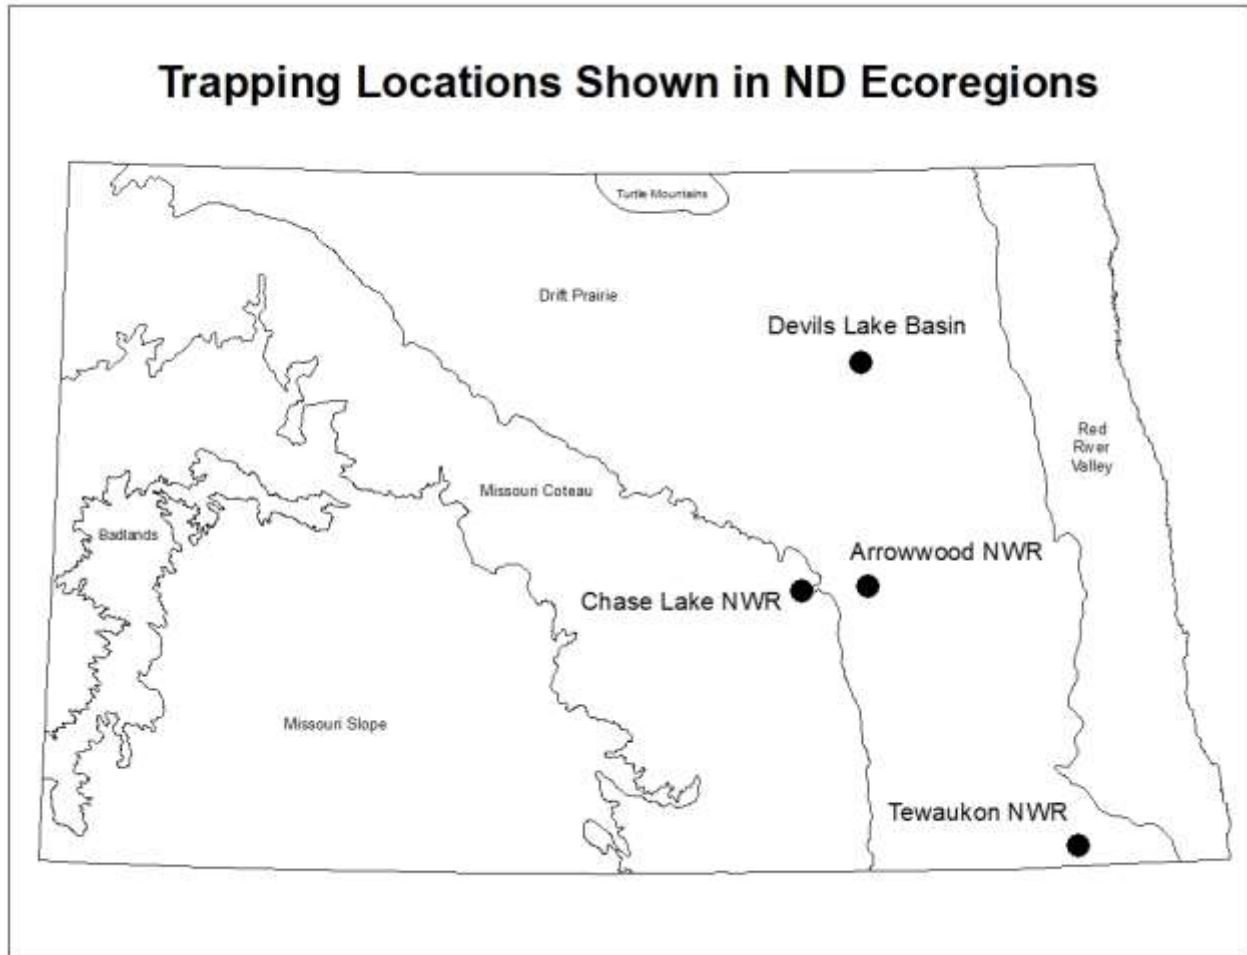 Trapping Locations Shown in ND Ecoregions
Turtle Mountains
Drift Prairie
Devils Lake Basin
Red
River
Valley
Missouri Coteau
Badlands
Arrowwood NWR
Chase Lake NWR
Missouri Slope
Tewaukon NWR